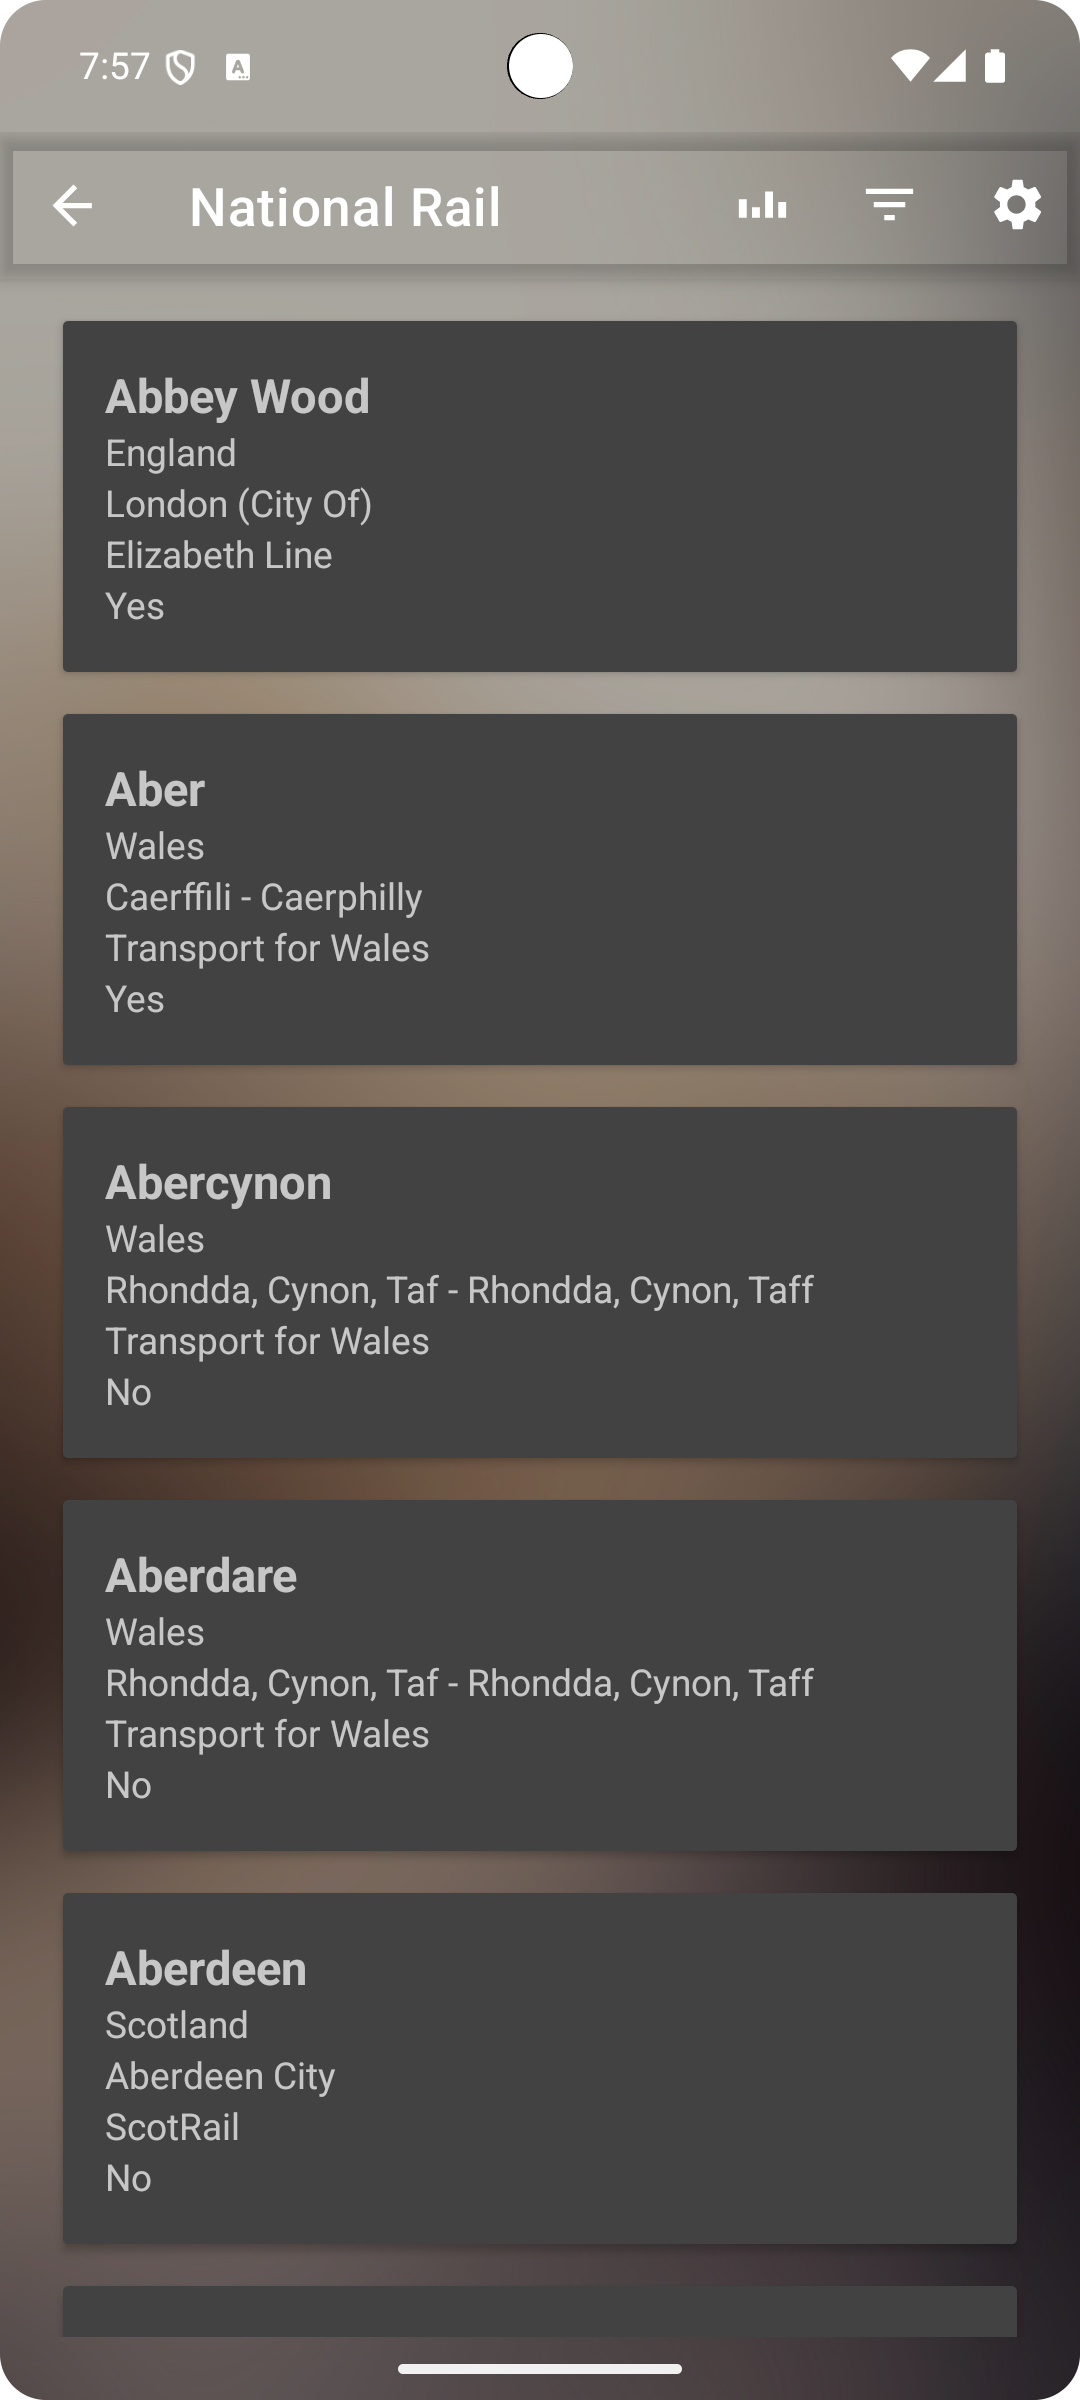 7:57
National Rail
Abbey Wood
England
London (City Of)
Elizabeth Line
Yes
Aber
Wales
Caerffili - Caerphilly
Transport for Wales
Yes
Abercynon
Wales
Rhondda, Cynon, Taf - Rhondda, Cynon, Taff
Transport for Wales
No
Aberdare
Wales
Rhondda, Cynon, Taf - Rhondda, Cynon, Taff
Transport for Wales
No
Aberdeen
Scotland
Aberdeen City
ScotRail
No